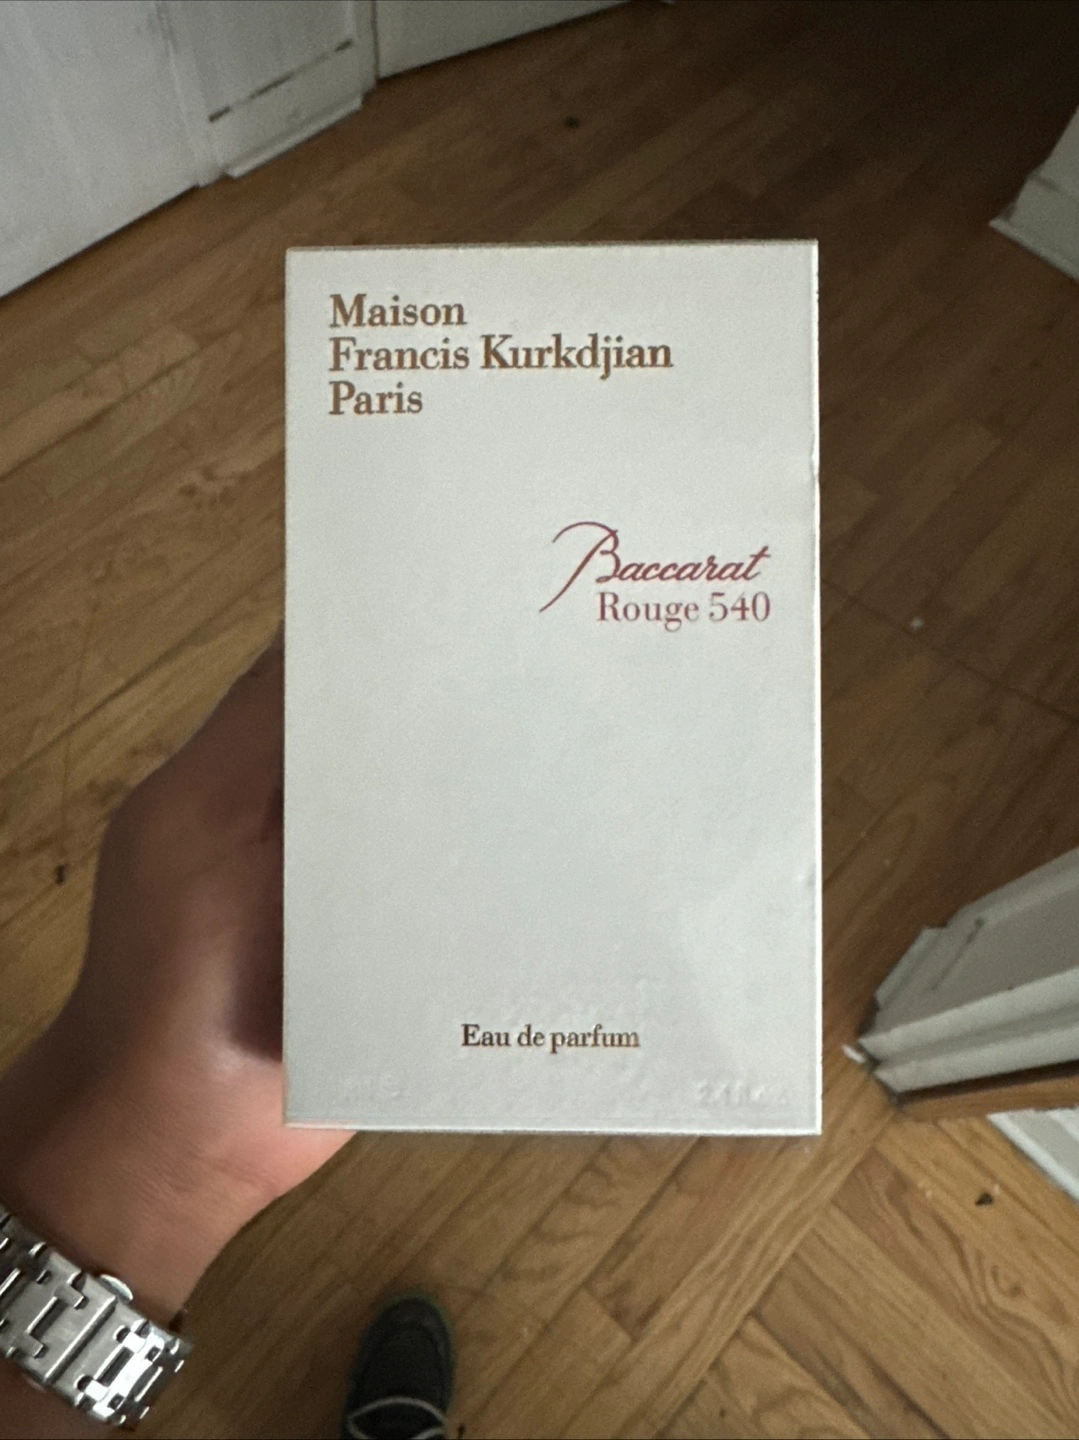 Maison
Francis Kurkdjian
Paris
Baccarat
Rouge 540
Eau de parfum